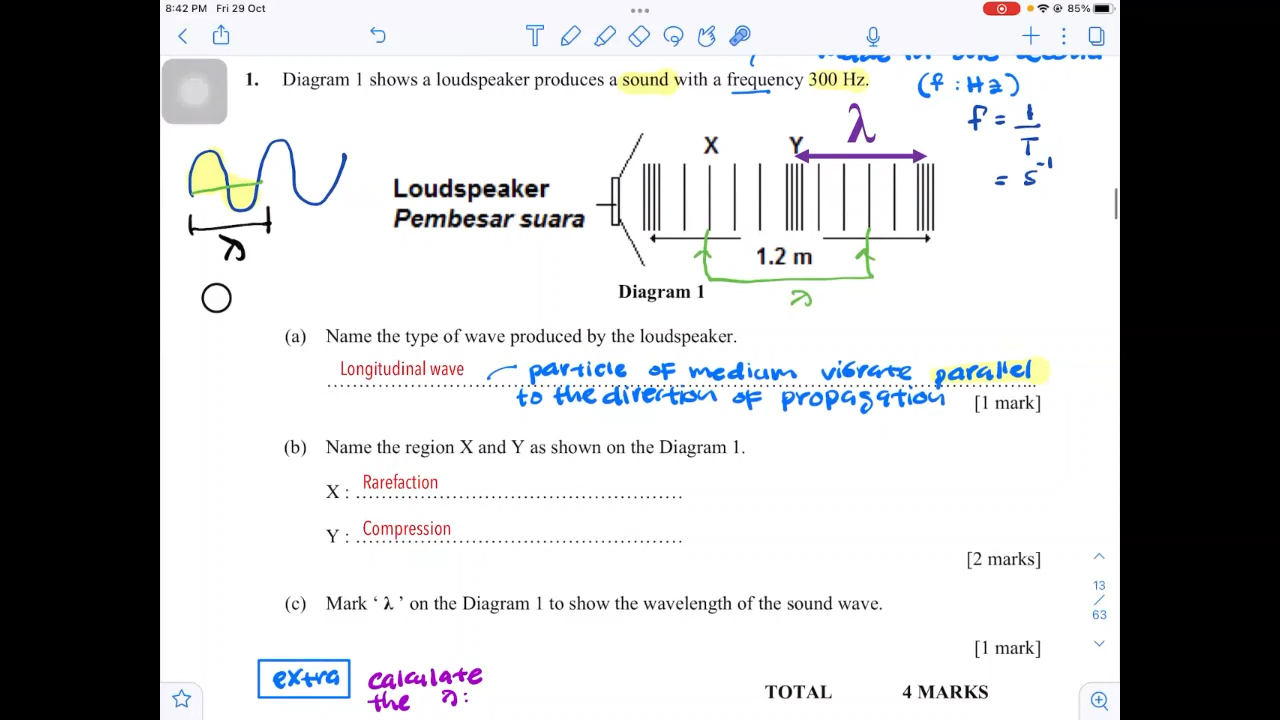 8:42 PM Fri 29 Oct
85%
1. Diagram 1 shows a loudspeaker produces a sound with a frequency 300 Hz.
(f : Hz)
f = 1
T
= s-1
λ
X Y
Loudspeaker
Pembesar suara
λ
1.2 m
Diagram 1
λ
(a) Name the type of wave produced by the loudspeaker.
Longitudinal wave
particle of medium vibrate parallel
to the direction of propagation
[1 mark]
(b) Name the region X and Y as shown on the Diagram 1.
X : Rarefaction
Y : Compression
[2 marks]
(c) Mark ‘ λ ’ on the Diagram 1 to show the wavelength of the sound wave.
[1 mark]
13
/
63
extra calculate
the λ:
TOTAL 4 MARKS